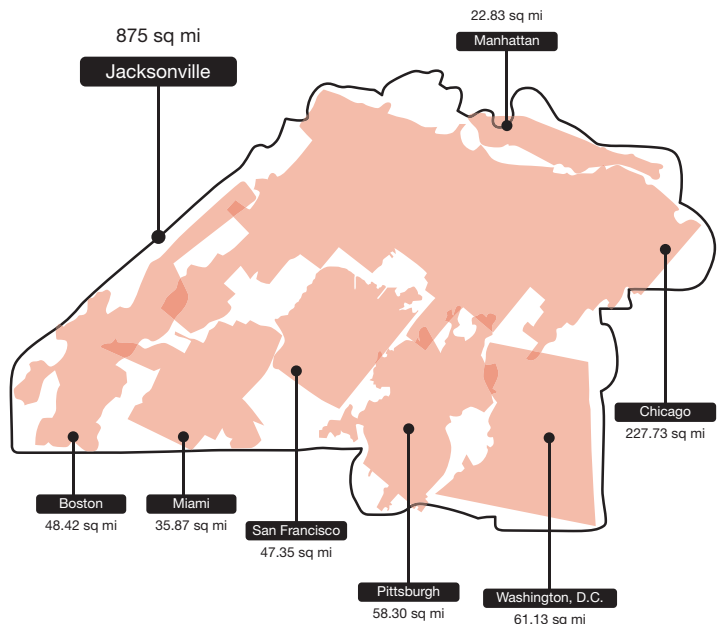 22.83 sq mi
Manhattan
875 sq mi
Jacksonville
Chicago
227.73 sq mi
Boston
48.42 sq mi
Miami
35.87 sq mi
San Francisco
47.35 sq mi
Pittsburgh
58.30 sq mi
Washington, D.C.
61.13 sq mi